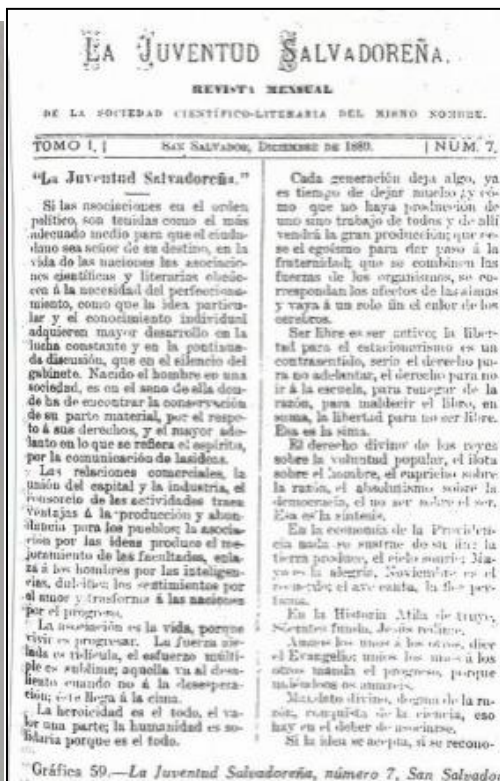 LA JUVENTUD SALVADOREÑA.
REVISTA MENSUAL
DE LA SOCIEDAD CIENTÍFICO-LITERARIA DEL MISMO NOMBRE.
TOMO I, | SAN SALVADOR, DICIEMBRE DE 1889. | NUM. 7,
"La Juventud Salvadoreña."
Si las asociaciones en el orden
político, son tenidas como el más
adecuado medio para que el ciuda-
dano sea señor de su destino, en la
vida de las naciones las asociacio-
nes científicas y literarias obede-
cen á la necesidad del perfecciona-
miento, como que la idea particu-
lar y el conocimiento individual
adquieren mayor desarrollo en la
lucha constante y en la continua-
da discusión, que en el silencio del
gabinete. Nacido el hombre en una
sociedad, es en el seno de ella don-
de ha de encontrar la conservación
de su parte material, por el respe-
to á sus derechos, y el mayor ade-
lanto en lo que se refiera al espíritu,
por la comunicación de las ideas.
Las relaciones comerciales, la
unión del capital y la industria, el
consorcio de las actividades traen
ventajas á la producción y abun-
dancia para los pueblos; la asocia-
ción por las ideas produce el me-
joramiento de las facultades, enla-
za á los hombres por las inteligen-
cias, dulcifica los sentimientos por
el amor y trasforma á las naciones
por el progreso.
La asociación es la vida, porque
vivir es progresar. La fuerza ais-
lada es ridícula, el esfuerzo múlti-
ple es sublime; aquella va al desa-
liento cuando no á la desespera-
ción; éste llega á la cima.
La heroicidad es el todo, el va-
lor una parte; la humanidad es so-
lidaria porque es el todo.
Cada generación deja algo, ya
es tiempo de dejar mucho y
mo que no haya producción de
uno sino trabajo de todos y de allí
vendrá la gran producción; que ce-
se el egoísmo para dar paso á la
fraternidad; que se combinen las
fuerzas de los organismos, se co-
rrespondan los afectos de las almas
y vaya á un solo fin el calor de los
cerebros.
Ser libre es ser activo; la liber-
tad para el estacionarismo es un
contrasentido, sería el derecho pa-
ra no adelantar, el derecho para no
ir á la escuela, para renegar de la
razón, para maldecir el libro, en
suma, la libertad para no ser libre.
Esa es la sima.
El derecho divino de los reyes
sobre la voluntad popular, el ilota
sobre el hombre, el capricho sobre
la razón, el absolutismo sobre la
democracia, el no ser sobre el ser.
Esa es la síntesis.
En la economía de la Providen-
cia nada se sustrae de su luz: la
tierra produce, el cielo sonríe; Ma-
yo es la alegría, Noviembre es el
recuerdo; el ave canta, la flor per-
fuma.
En la Historia Atila destruye,
Sócrates funda, Jesús redime.
Amaos los unos á los otros, dice
el Evangelio; uníos los unos á los
otros manda el progreso, porque
uniéndoos os amareis.
Mandato divino, dogma de la ra-
zón, conquista de la ciencia, eso
hay en el deber de asociarse.
Si la idea se acepta, si se recono-
Gráfica 59.—La Juventud Salvadoreña, número 7, San Salvador